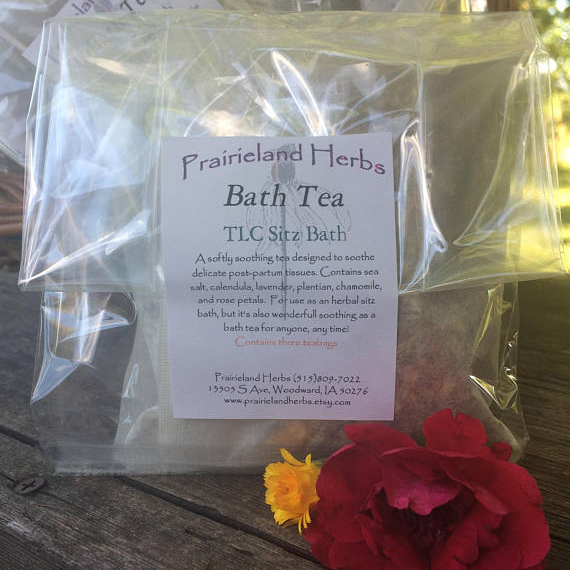 Prairieland Herbs
Bath Tea
TLC Sitz Bath
A softly soothing tea designed to soothe
delicate post-partum tissues. Contains sea
salt, calendula, lavender, plantian, chamomile,
and rose petals. For use as an herbal sitz
bath, but it's also wonderfull soothing as a
bath tea for anyone, any time!
Contains three teabags
Prairieland Herbs (515)809-7022
13505 S Ave, Woodward, IA 50276
www.prairielandherbs.etsy.com